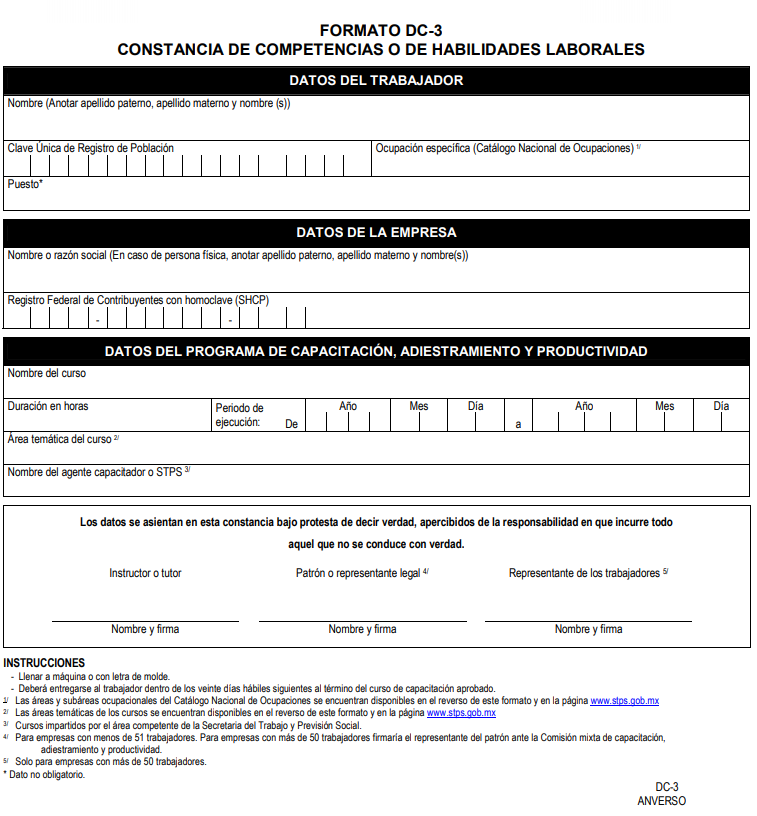 FORMATO DC-3
CONSTANCIA DE COMPETENCIAS O DE HABILIDADES LABORALES
DATOS DEL TRABAJADOR
Nombre (Anotar apellido paterno, apellido materno y nombre (s))
Clave Única de Registro de Población
Ocupación específica (Catálogo Nacional de Ocupaciones) 1/
Puesto*
DATOS DE LA EMPRESA
Nombre o razón social (En caso de persona física, anotar apellido paterno, apellido materno y nombre(s))
Registro Federal de Contribuyentes con homoclave (SHCP)
- -
DATOS DEL PROGRAMA DE CAPACITACIÓN, ADIESTRAMIENTO Y PRODUCTIVIDAD
Nombre del curso
Duración en horas
Periodo de
ejecución: De
Año Mes Día a Año Mes Día
Área temática del curso 2/
Nombre del agente capacitador o STPS 3/
Los datos se asientan en esta constancia bajo protesta de decir verdad, apercibidos de la responsabilidad en que incurre todo
aquel que no se conduce con verdad.
Instructor o tutor Patrón o representante legal 4/ Representante de los trabajadores 5/
Nombre y firma Nombre y firma Nombre y firma
INSTRUCCIONES
- Llenar a máquina o con letra de molde.
- Deberá entregarse al trabajador dentro de los veinte días hábiles siguientes al término del curso de capacitación aprobado.
1/ Las áreas y subáreas ocupacionales del Catálogo Nacional de Ocupaciones se encuentran disponibles en el reverso de este formato y en la página www.stps.gob.mx
2/ Las áreas temáticas de los cursos se encuentran disponibles en el reverso de este formato y en la página www.stps.gob.mx
3/ Cursos impartidos por el área competente de la Secretaria del Trabajo y Previsión Social.
4/ Para empresas con menos de 51 trabajadores. Para empresas con más de 50 trabajadores firmaría el representante del patrón ante la Comisión mixta de capacitación,
adiestramiento y productividad.
5/ Solo para empresas con más de 50 trabajadores.
* Dato no obligatorio.
DC-3
ANVERSO